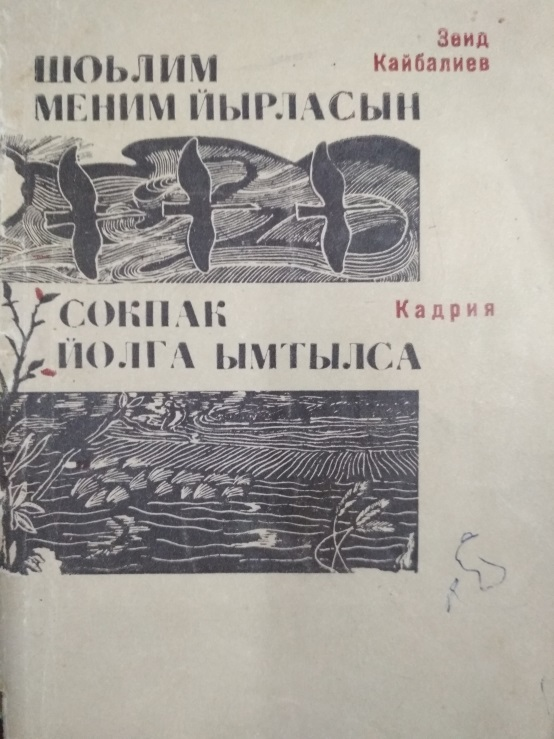 Зеид
Кайбалиев
ШОЬЛИМ
МЕНИМ ЙЫРЛАСЫН
Кадрия
СОКПАК
ЙОЛГА ЫМТЫЛСА